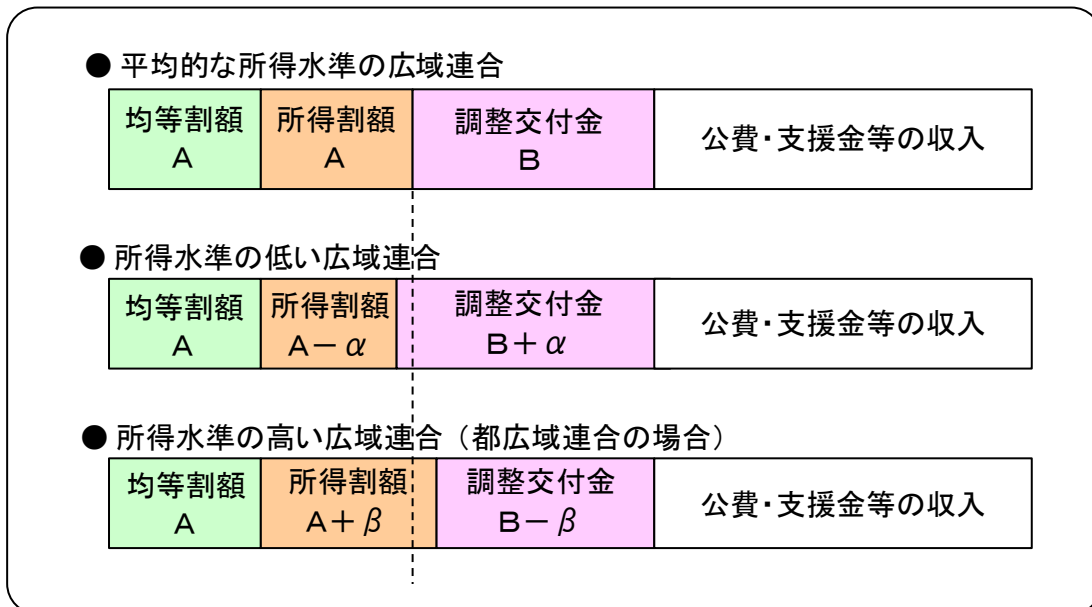 ● 平均的な所得水準の広域連合
均等割額 所得割額 調整交付金 公費・支援金等の収入
A A B
● 所得水準の低い広域連合
均等割額 所得割額 調整交付金 公費・支援金等の収入
A A－α B＋α
● 所得水準の高い広域連合（都広域連合の場合）
均等割額 所得割額 調整交付金 公費・支援金等の収入
A A＋β B－β